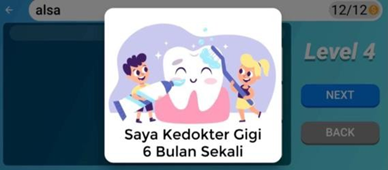 alsa
12/12
Level 4
Saya Kedokter Gigi
6 Bulan Sekali
NEXT
BACK